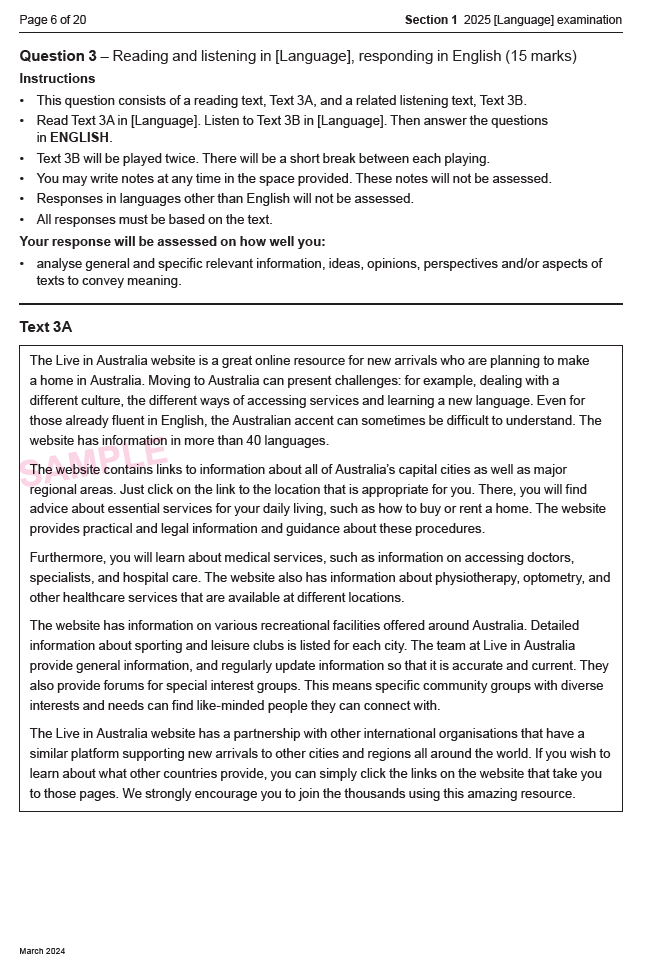 Page 6 of 20
Section 1 2025 [Language] examination
Question 3 – Reading and listening in [Language], responding in English (15 marks)
Instructions
• This question consists of a reading text, Text 3A, and a related listening text, Text 3B.
• Read Text 3A in [Language]. Listen to Text 3B in [Language]. Then answer the questions
in ENGLISH.
• Text 3B will be played twice. There will be a short break between each playing.
• You may write notes at any time in the space provided. These notes will not be assessed.
• Responses in languages other than English will not be assessed.
• All responses must be based on the text.
Your response will be assessed on how well you:
• analyse general and specific relevant information, ideas, opinions, perspectives and/or aspects of
texts to convey meaning.
Text 3A
The Live in Australia website is a great online resource for new arrivals who are planning to make
a home in Australia. Moving to Australia can present challenges: for example, dealing with a
different culture, the different ways of accessing services and learning a new language. Even for
those already fluent in English, the Australian accent can sometimes be difficult to understand. The
website has information in more than 40 languages.
SAMPLE
The website contains links to information about all of Australia's capital cities as well as major
regional areas. Just click on the link to the location that is appropriate for you. There, you will find
advice about essential services for your daily living, such as how to buy or rent a home. The website
provides practical and legal information and guidance about these procedures.
Furthermore, you will learn about medical services, such as information on accessing doctors,
specialists, and hospital care. The website also has information about physiotherapy, optometry, and
other healthcare services that are available at different locations.
The website has information on various recreational facilities offered around Australia. Detailed
information about sporting and leisure clubs is listed for each city. The team at Live in Australia
provide general information, and regularly update information so that it is accurate and current. They
also provide forums for special interest groups. This means specific community groups with diverse
interests and needs can find like-minded people they can connect with.
The Live in Australia website has a partnership with other international organisations that have a
similar platform supporting new arrivals to other cities and regions all around the world. If you wish to
learn about what other countries provide, you can simply click the links on the website that take you
to those pages. We strongly encourage you to join the thousands using this amazing resource.
March 2024